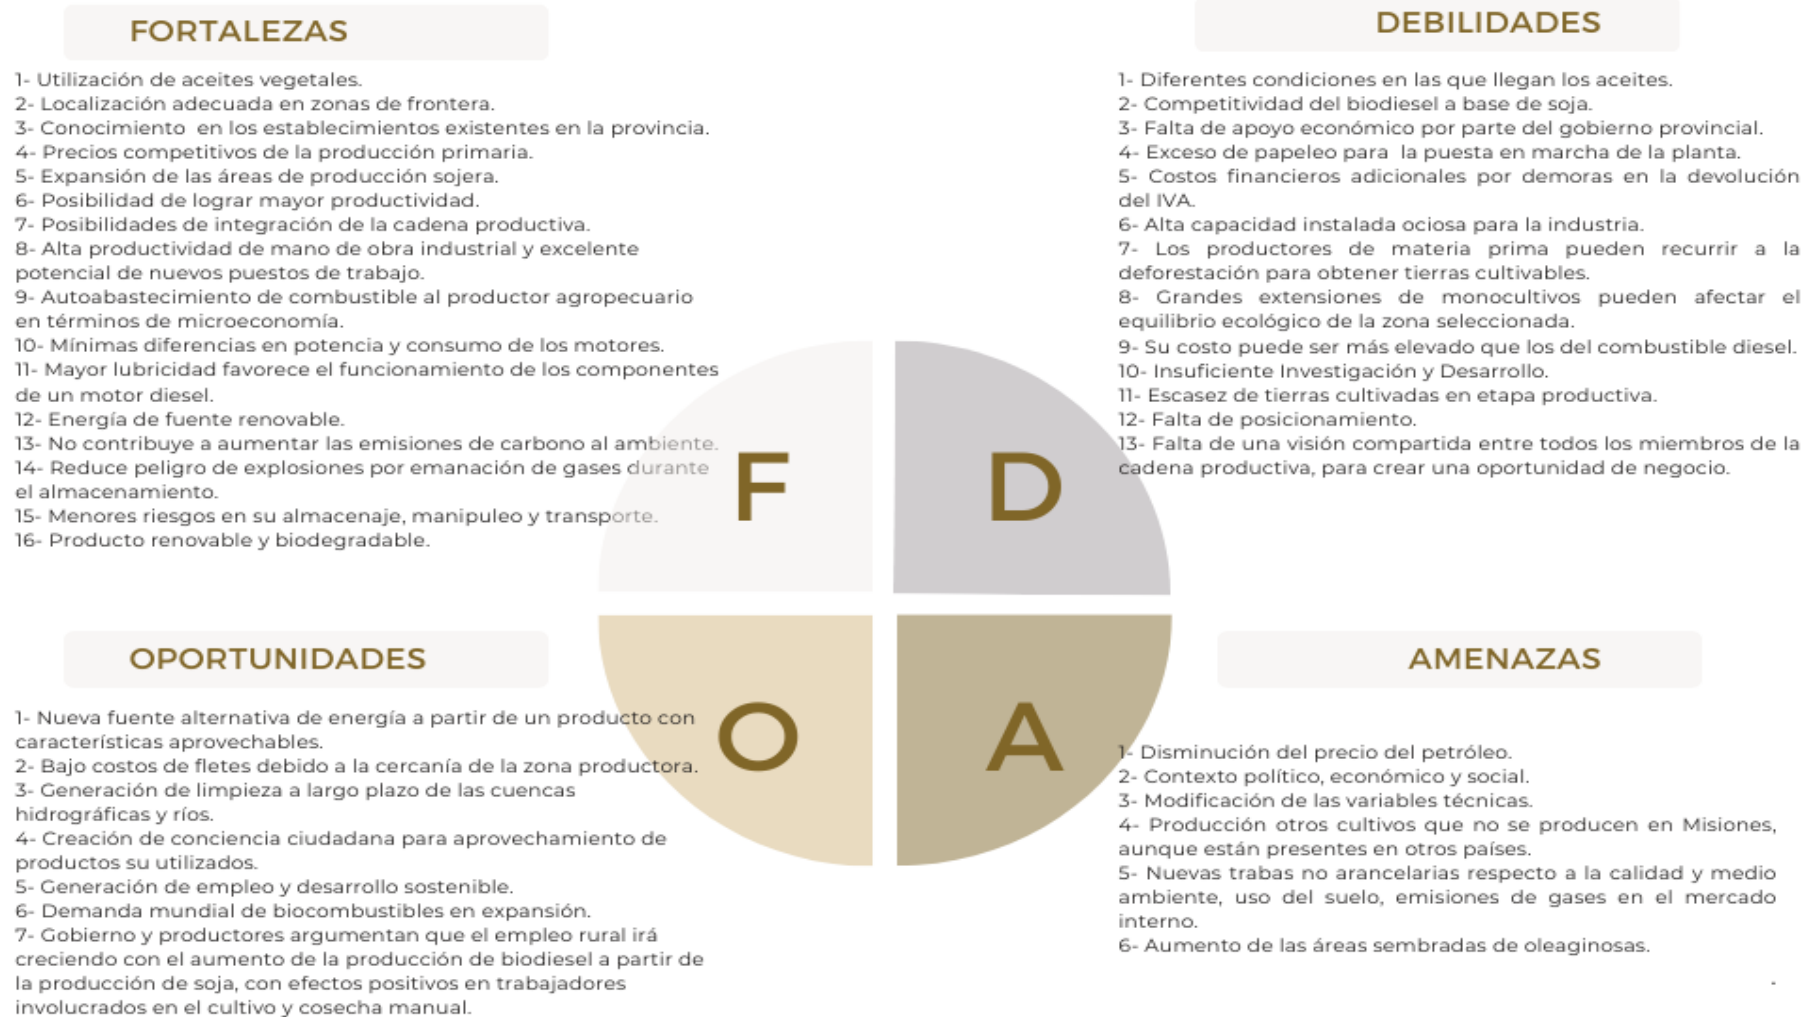 FORTALEZAS
1- Utilización de aceites vegetales.
2- Localización adecuada en zonas de frontera.
3- Conocimiento en los establecimientos existentes en la provincia.
4- Precios competitivos de la producción primaria.
5- Expansión de las áreas de producción sojera.
6- Posibilidad de lograr mayor productividad.
7- Posibilidades de integración de la cadena productiva.
8- Alta productividad de mano de obra industrial y excelente
potencial de nuevos puestos de trabajo.
9- Autoabastecimiento de combustible al productor agropecuario
en términos de microeconomía.
10- Mínimas diferencias en potencia y consumo de los motores.
11- Mayor lubricidad favorece el funcionamiento de los componentes
de un motor diesel.
12- Energía de fuente renovable.
13- No contribuye a aumentar las emisiones de carbono al ambiente.
14- Reduce peligro de explosiones por emanación de gases durante
el almacenamiento.
15- Menores riesgos en su almacenaje, manipuleo y transporte.
16- Producto renovable y biodegradable.
DEBILIDADES
1- Diferentes condiciones en las que llegan los aceites.
2- Competitividad del biodiesel a base de soja.
3- Falta de apoyo económico por parte del gobierno provincial.
4- Exceso de papeleo para la puesta en marcha de la planta.
5- Costos financieros adicionales por demoras en la devolución
del IVA.
6- Alta capacidad instalada ociosa para la industria.
7- Los productores de materia prima pueden recurrir a la
deforestación para obtener tierras cultivables.
8- Grandes extensiones de monocultivos pueden afectar el
equilibrio ecológico de la zona seleccionada.
9- Su costo puede ser más elevado que los del combustible diesel.
10- Insuficiente Investigación y Desarrollo.
11- Escasez de tierras cultivadas en etapa productiva.
12- Falta de posicionamiento.
13- Falta de una visión compartida entre todos los miembros de la
cadena productiva, para crear una oportunidad de negocio.
F
D
O
A
OPORTUNIDADES
1- Nueva fuente alternativa de energía a partir de un producto con
características aprovechables.
2- Bajo costos de fletes debido a la cercanía de la zona productora.
3- Generación de limpieza a largo plazo de las cuencas
hidrográficas y ríos.
4- Creación de conciencia ciudadana para aprovechamiento de
productos su utilizados.
5- Generación de empleo y desarrollo sostenible.
6- Demanda mundial de biocombustibles en expansión.
7- Gobierno y productores argumentan que el empleo rural irá
creciendo con el aumento de la producción de biodiesel a partir de
la producción de soja, con efectos positivos en trabajadores
involucrados en el cultivo y cosecha manual.
AMENAZAS
1- Disminución del precio del petróleo.
2- Contexto político, económico y social.
3- Modificación de las variables técnicas.
4- Producción otros cultivos que no se producen en Misiones,
aunque están presentes en otros países.
5- Nuevas trabas no arancelarias respecto a la calidad y medio
ambiente, uso del suelo, emisiones de gases en el mercado
interno.
6- Aumento de las áreas sembradas de oleaginosas.
.